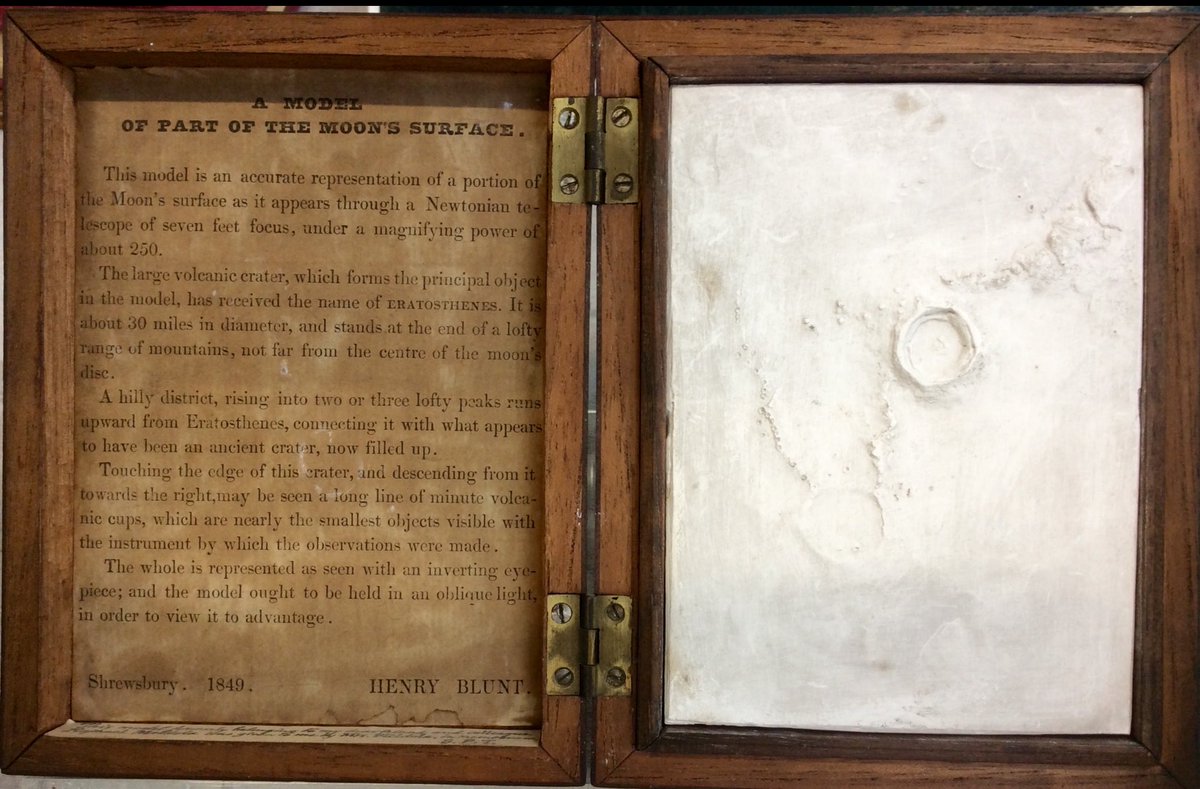 A MODEL
OF PART OF THE MOON'S SURFACE.
This model is an accurate representation of a portion of
the Moon's surface as it appears through a Newtonian te-
lescope of seven feet focus, under a magnifying power of
about 250.
The large volcanic crater, which forms the principal object
in the model, has received the name of ERATOSTHENES. It is
about 30 miles in diameter, and stands at the end of a lofty
range of mountains, not far from the centre of the moon's
disc.
A hilly district, rising into two or three lofty peaks runs
upward from Eratosthenes, connecting it with what appears
to have been an ancient crater, now filled up.
Touching the edge of this crater, and descending from it
towards the right, may be seen a long line of minute volca-
nic cups, which are nearly the smallest objects visible with
the instrument by which the observations were made.
The whole is represented as seen with an inverting eye-
piece; and the model ought to be held in an oblique light,
in order to view it to advantage.
Shrewsbury. 1849. HENRY BLUNT.